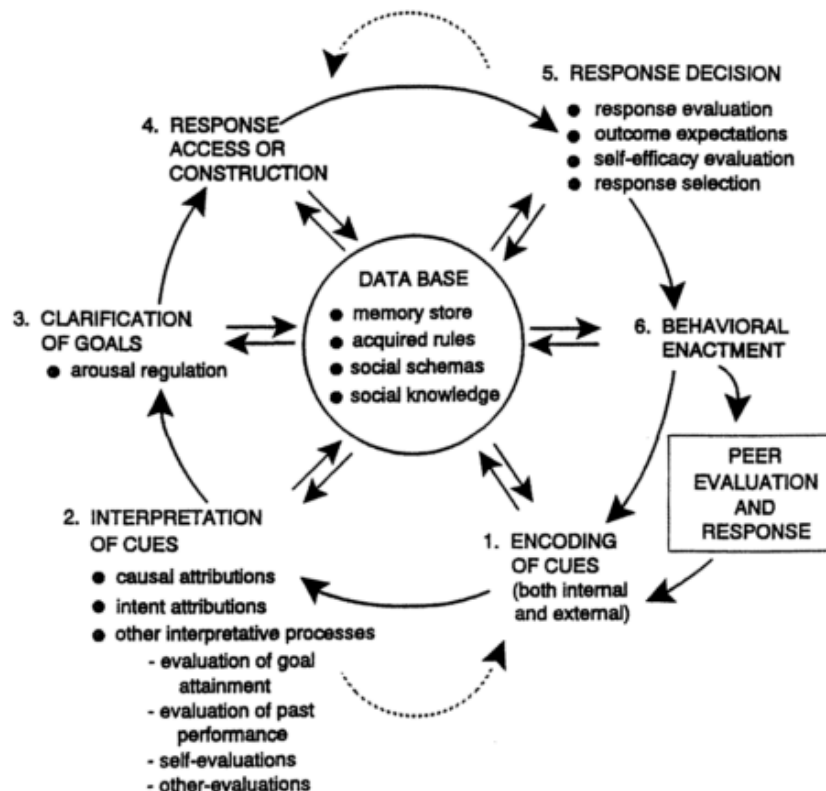 5. RESPONSE DECISION
● response evaluation
● outcome expectations
● self-efficacy evaluation
● response selection
4. RESPONSE
ACCESS OR
CONSTRUCTION
DATA BASE
● memory store
● acquired rules
● social schemas
● social knowledge
3. CLARIFICATION
OF GOALS
● arousal regulation
6. BEHAVIORAL
ENACTMENT
PEER
EVALUATION
AND
RESPONSE
2. INTERPRETATION
OF CUES
● causal attributions
● intent attributions
● other interpretative processes
- evaluation of goal
attainment
- evaluation of past
performance
- self-evaluations
- other-evaluations
1. ENCODING
OF CUES
(both internal
and external)